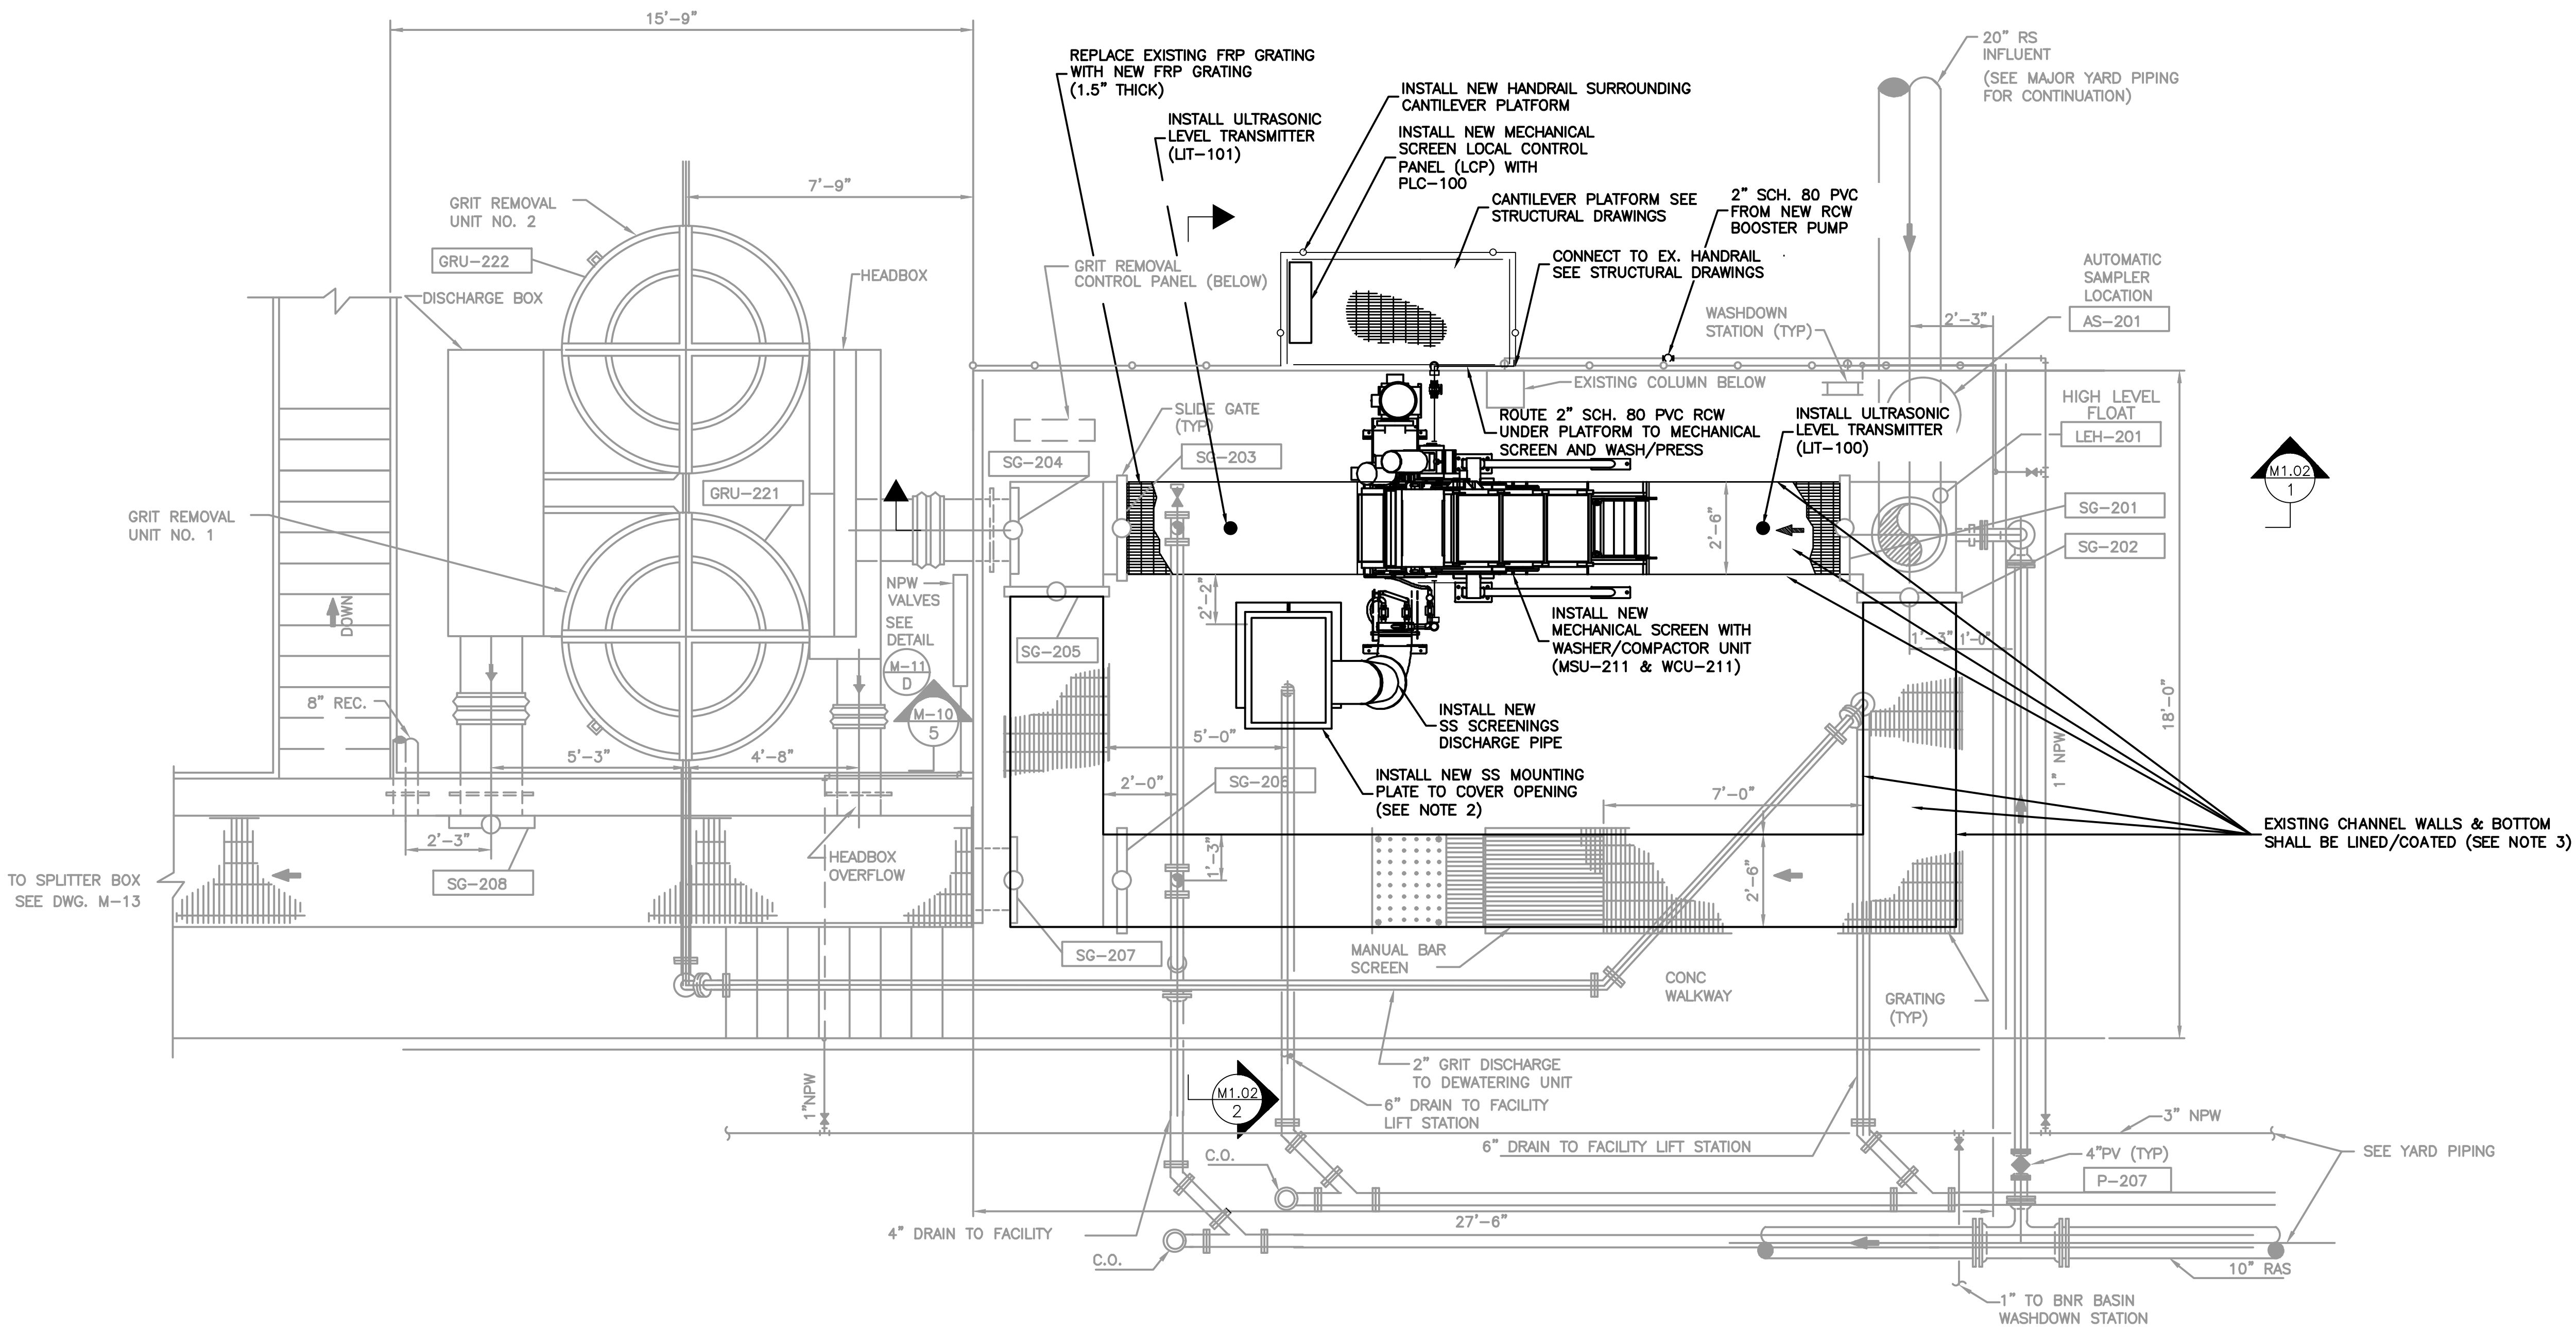 15'-9"
REPLACE EXISTING FRP GRATING
WITH NEW FRP GRATING
(1.5" THICK)
INSTALL ULTRASONIC
LEVEL TRANSMITTER
(LIT-101)
INSTALL NEW HANDRAIL SURROUNDING
CANTILEVER PLATFORM
INSTALL NEW MECHANICAL
SCREEN LOCAL CONTROL
PANEL (LCP) WITH
PLC-100
CANTILEVER PLATFORM SEE
STRUCTURAL DRAWINGS
2" SCH. 80 PVC
FROM NEW RCW
BOOSTER PUMP
CONNECT TO EX. HANDRAIL
SEE STRUCTURAL DRAWINGS
20" RS
INFLUENT
(SEE MAJOR YARD PIPING
FOR CONTINUATION)
7'-9"
GRIT REMOVAL
UNIT NO. 2
GRU-222
DISCHARGE BOX
HEADBOX
GRIT REMOVAL
CONTROL PANEL (BELOW)
WASHDOWN
STATION (TYP)
AUTOMATIC
SAMPLER
LOCATION
2'-3"
AS-201
EXISTING COLUMN BELOW
HIGH LEVEL
FLOAT
LEH-201
SLIDE GATE
(TYP)
SG-203
SG-204
ROUTE 2" SCH. 80 PVC RCW
UNDER PLATFORM TO MECHANICAL
SCREEN AND WASH/PRESS
INSTALL ULTRASONIC
LEVEL TRANSMITTER
(LIT-100)
M1.02
1
GRU-221
GRIT REMOVAL
UNIT NO. 1
2'-6"
SG-201
SG-202
NPW
VALVES
SEE
DETAIL
M-11
D
DOWN
2'-2"
SG-205
INSTALL NEW
MECHANICAL SCREEN WITH
WASHER/COMPACTOR UNIT
(MSU-211 & WCU-211)
1'-3"
1'-0"
8" REC.
M-10
5
INSTALL NEW
SS SCREENINGS
DISCHARGE PIPE
18'-0"
5'-3"
4'-8"
5'-0"
2'-0"
SG-206
INSTALL NEW SS MOUNTING
PLATE TO COVER OPENING
(SEE NOTE 2)
7'-0"
1" NPW
EXISTING CHANNEL WALLS & BOTTOM
SHALL BE LINED/COATED (SEE NOTE 3)
2'-3"
HEADBOX
OVERFLOW
1'-3"
2'-6"
TO SPLITTER BOX
SEE DWG. M-13
SG-208
SG-207
MANUAL BAR
SCREEN
CONC
WALKWAY
GRATING
(TYP)
2" GRIT DISCHARGE
TO DEWATERING UNIT
1"NPW
M1.02
2
6" DRAIN TO FACILITY
LIFT STATION
3" NPW
6" DRAIN TO FACILITY LIFT STATION
C.O.
4"PV (TYP)
P-207
SEE YARD PIPING
27'-6"
4" DRAIN TO FACILITY
C.O.
10" RAS
1" TO BNR BASIN
WASHDOWN STATION